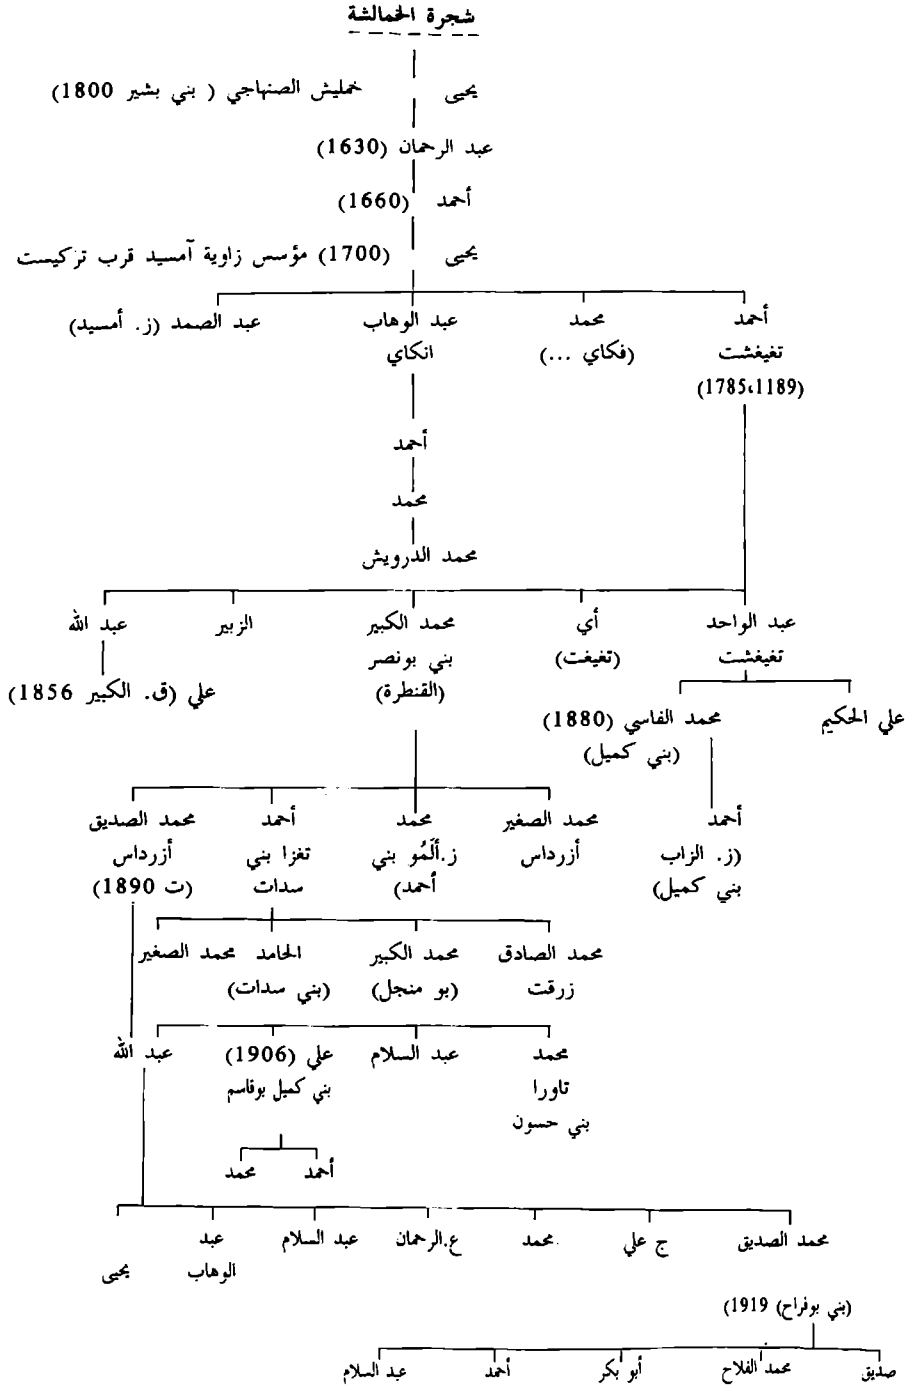 شجرة الخمالشة
يحيى خمليش الصنهاجي ( بني بشير 1800)
عبد الرحمان (1630)
أحمد (1660)
يحيى (1700) مؤسس زاوية آمسيد قرب تزكيست
أحمد محمد عبد الوهاب عبد الصمد (ز. أمسيد)
تغيغشت (فكاي ...) انكاي
(1785،1189)
أحمد
محمد
محمد الدرويش
عبد الواحد أي محمد الكبير الزبير عبد الله
تغيغشت (تغيغت) بني بونصر
(القنطرة) علي (ق. الكبير 1856)
علي الحكيم محمد الفاسي (1880)
(بني كميل)
أحمد محمد الصغير محمد أحمد محمد الصديق
(ز. الزاب أزرداس ز.ألَمُو بني تغزا بني أزرداس
بني كميل) أحمد) سدات (ت 1890)
محمد الصادق محمد الكبير الحامد محمد الصغير
زرقت (بو منجل) (بني سدات)
محمد عبد السلام علي (1906) عبد الله
تاورا بني كميل بوقاسم
بني حسون
أحمد محمد
محمد الصديق ج علي محمد ع.الرحمان عبد السلام عبد
الوهاب يحيى
(بني بوفراح) 1919)
صديق محمد الفلاح أبو بكر أحمد عبد السلام